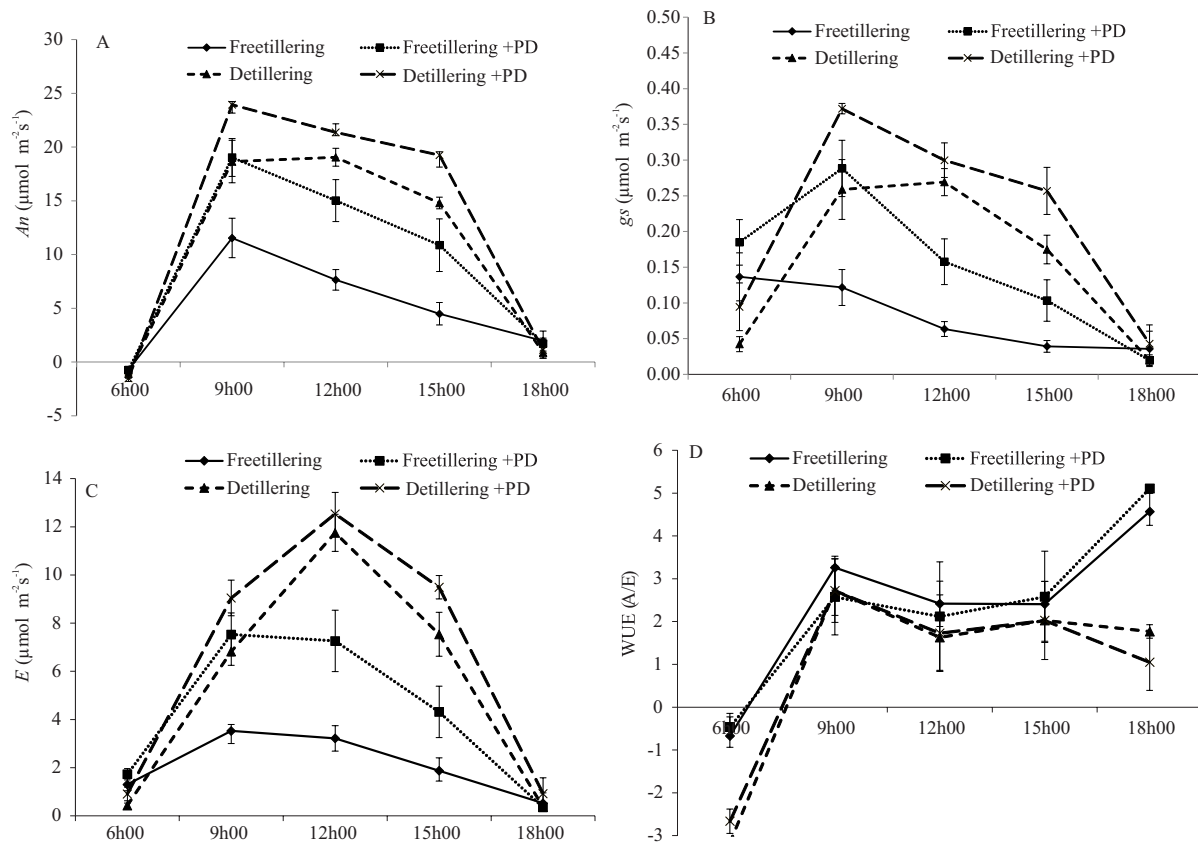 A
Freetillering
Freetillering +PD
Detillering
Detillering +PD
An (µmol m⁻²s⁻¹)
30
25
20
15
10
5
0
-5
6h00 9h00 12h00 15h00 18h00
B
Freetillering
Freetillering +PD
Detillering
Detillering +PD
gs (µmol m⁻²s⁻¹)
0.50
0.45
0.40
0.35
0.30
0.25
0.20
0.15
0.10
0.05
0.00
6h00 9h00 12h00 15h00 18h00
C
Freetillering
Freetillering +PD
Detillering
Detillering +PD
E (µmol m⁻²s⁻¹)
14
12
10
8
6
4
2
0
6h00 9h00 12h00 15h00 18h00
D
Freetillering
Freetillering +PD
Detillering
Detillering +PD
WUE (A/E)
6
5
4
3
2
1
0
-1
-2
-3
6h00 9h00 12h00 15h00 18h00